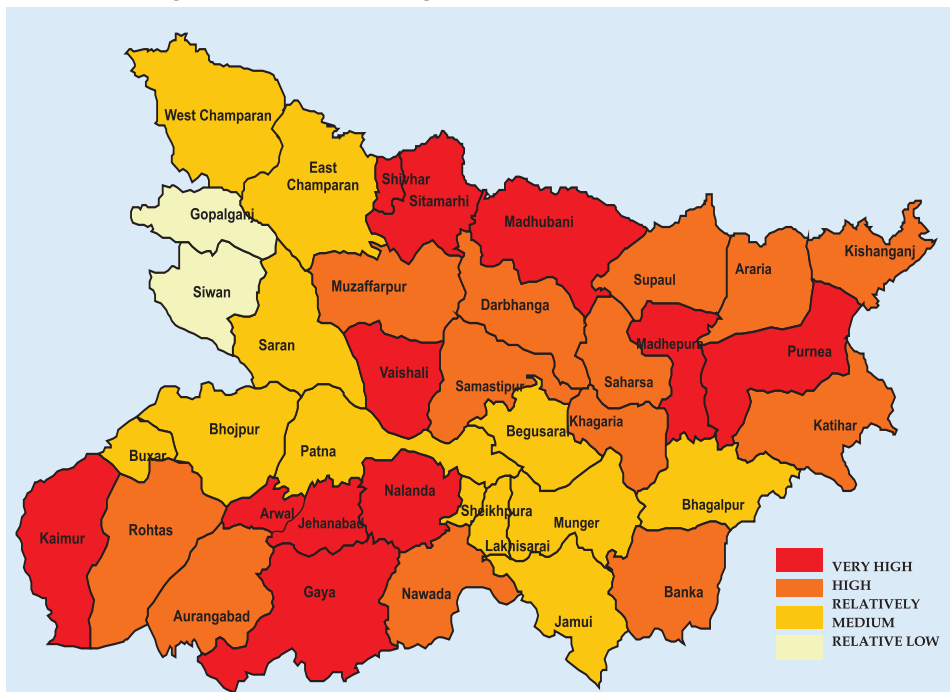 West Champaran
East
Champaran
Shivhar
Sitamarhi
Gopalganj
Madhubani
Siwan
Muzaffarpur
Darbhanga
Supaul
Araria
Kishanganj
Saran
Vaishali
Samastipur
Saharsa
Madhepura
Purnea
Bhojpur
Patna
Begusarai
Khagaria
Katihar
Buxar
Arwal
Jehanabad
Nalanda
Sheikhpura
Lakhisarai
Munger
Bhagalpur
Kaimur
Rohtas
Aurangabad
Gaya
Nawada
Jamui
Banka
VERY HIGH
HIGH
RELATIVELY
MEDIUM
RELATIVE LOW